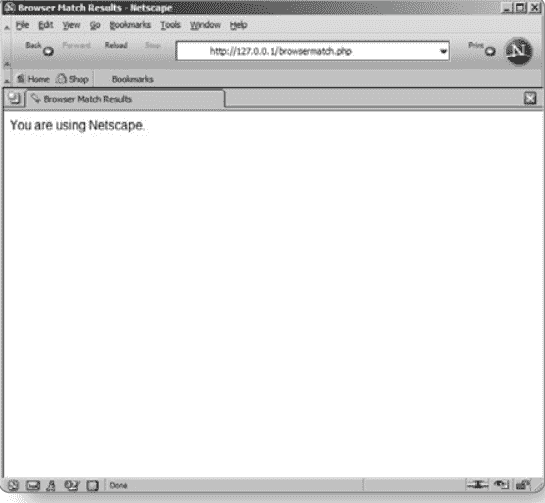 Browser Match Results - Netscape
File Edit View Go Bookmarks Tools Window Help
Back Forward Reload Stop http://127.0.0.1/browsermatch.php Print N
Home Shop Bookmarks
Browser Match Results
You are using Netscape.
Done